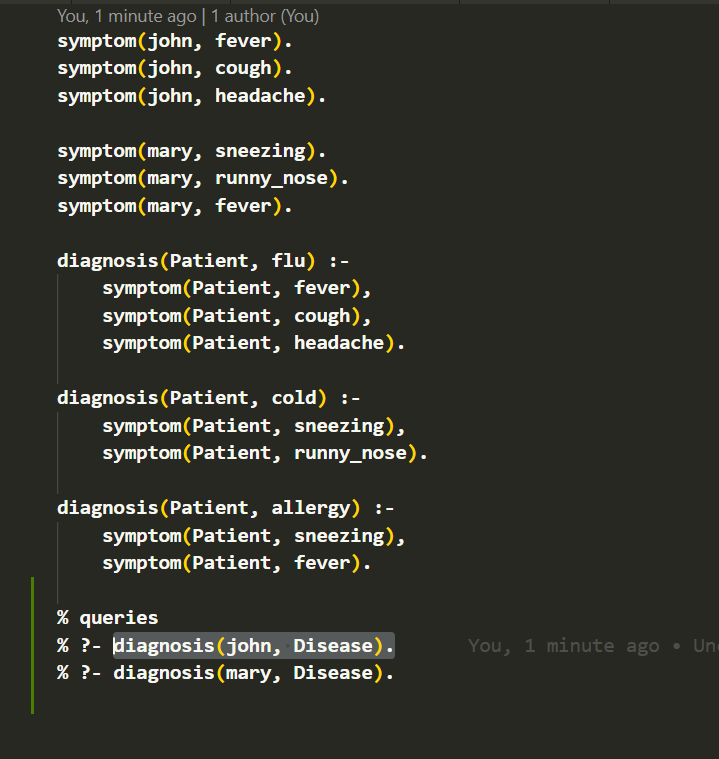 You, 1 minute ago | 1 author (You)
symptom(john, fever).
symptom(john, cough).
symptom(john, headache).
symptom(mary, sneezing).
symptom(mary, runny_nose).
symptom(mary, fever).
diagnosis(Patient, flu) :-
symptom(Patient, fever),
symptom(Patient, cough),
symptom(Patient, headache).
diagnosis(Patient, cold) :-
symptom(Patient, sneezing),
symptom(Patient, runny_nose).
diagnosis(Patient, allergy) :-
symptom(Patient, sneezing),
symptom(Patient, fever).
% queries
% ?- diagnosis(john, Disease). You, 1 minute ago •
% ?- diagnosis(mary, Disease).